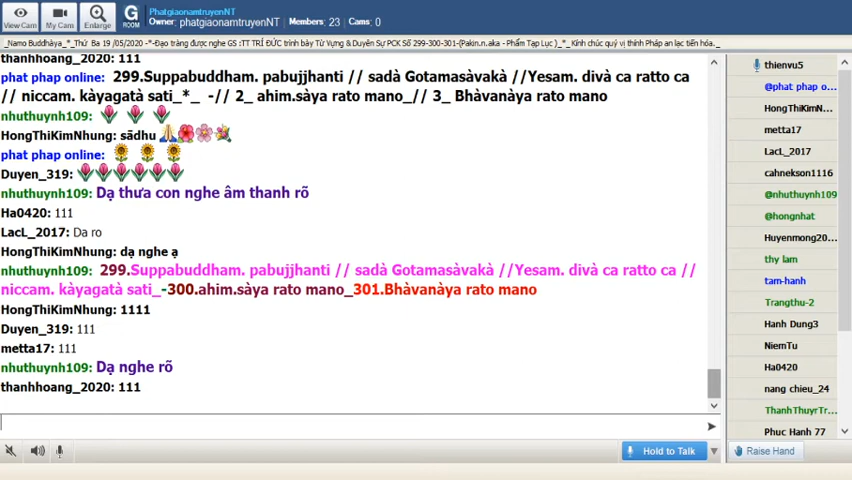 View Cam
My Cam
Enlarge
G ROOM
PhatgiaonamtruyenNT
Owner: phatgiaonamtruyenNT Members: 23 Cams: 0
_Namo Buddhàya_*_Thứ Ba 19 /05/2020 -*-Đạo tràng được nghe GS :TT TRÍ ĐỨC trình bày Từ Vựng & Duyên Sự PCK Số 299-300-301-(Pakin.n.aka - Phẩm Tạp Lục )_*_ Kính chúc quý vị thính Pháp an lạc tiến hóa._
thanhhoang_2020: 111
phat phap online: 299.Suppabuddham. pabujjhanti // sadà Gotamasàvakà //Yesam. divà ca ratto ca
// niccam. kàyagatà sati_*_ -// 2_ ahim.sàya rato mano_// 3_ Bhàvanàya rato mano
nhuthuynh109:
HongThiKimNhung: sādhu
phat phap online:
Duyen_319:
nhuthuynh109: Dạ thưa con nghe âm thanh rõ
Ha0420: 111
LacL_2017: Da ro
HongThiKimNhung: dạ nghe ạ
nhuthuynh109: 299.Suppabuddham. pabujjhanti // sadà Gotamasàvakà //Yesam. divà ca ratto ca //
niccam. kàyagatà sati_-300.ahim.sàya rato mano_301.Bhàvanàya rato mano
HongThiKimNhung: 1111
Duyen_319: 111
metta17: 111
nhuthuynh109: Dạ nghe rõ
thanhhoang_2020: 111
thienvu5
@phat phap o...
HongThiKimN...
metta17
LacL_2017
cahnekson1116
@nhuthuynh109
@hongnhat
Huyenmong20...
thy lam
tam-hanh
Trangthu-2
Hanh Dung3
NiemTu
Ha0420
nang chieu_24
ThanhThuyrTr...
Phuc Hanh 77
Hold to Talk
Raise Hand